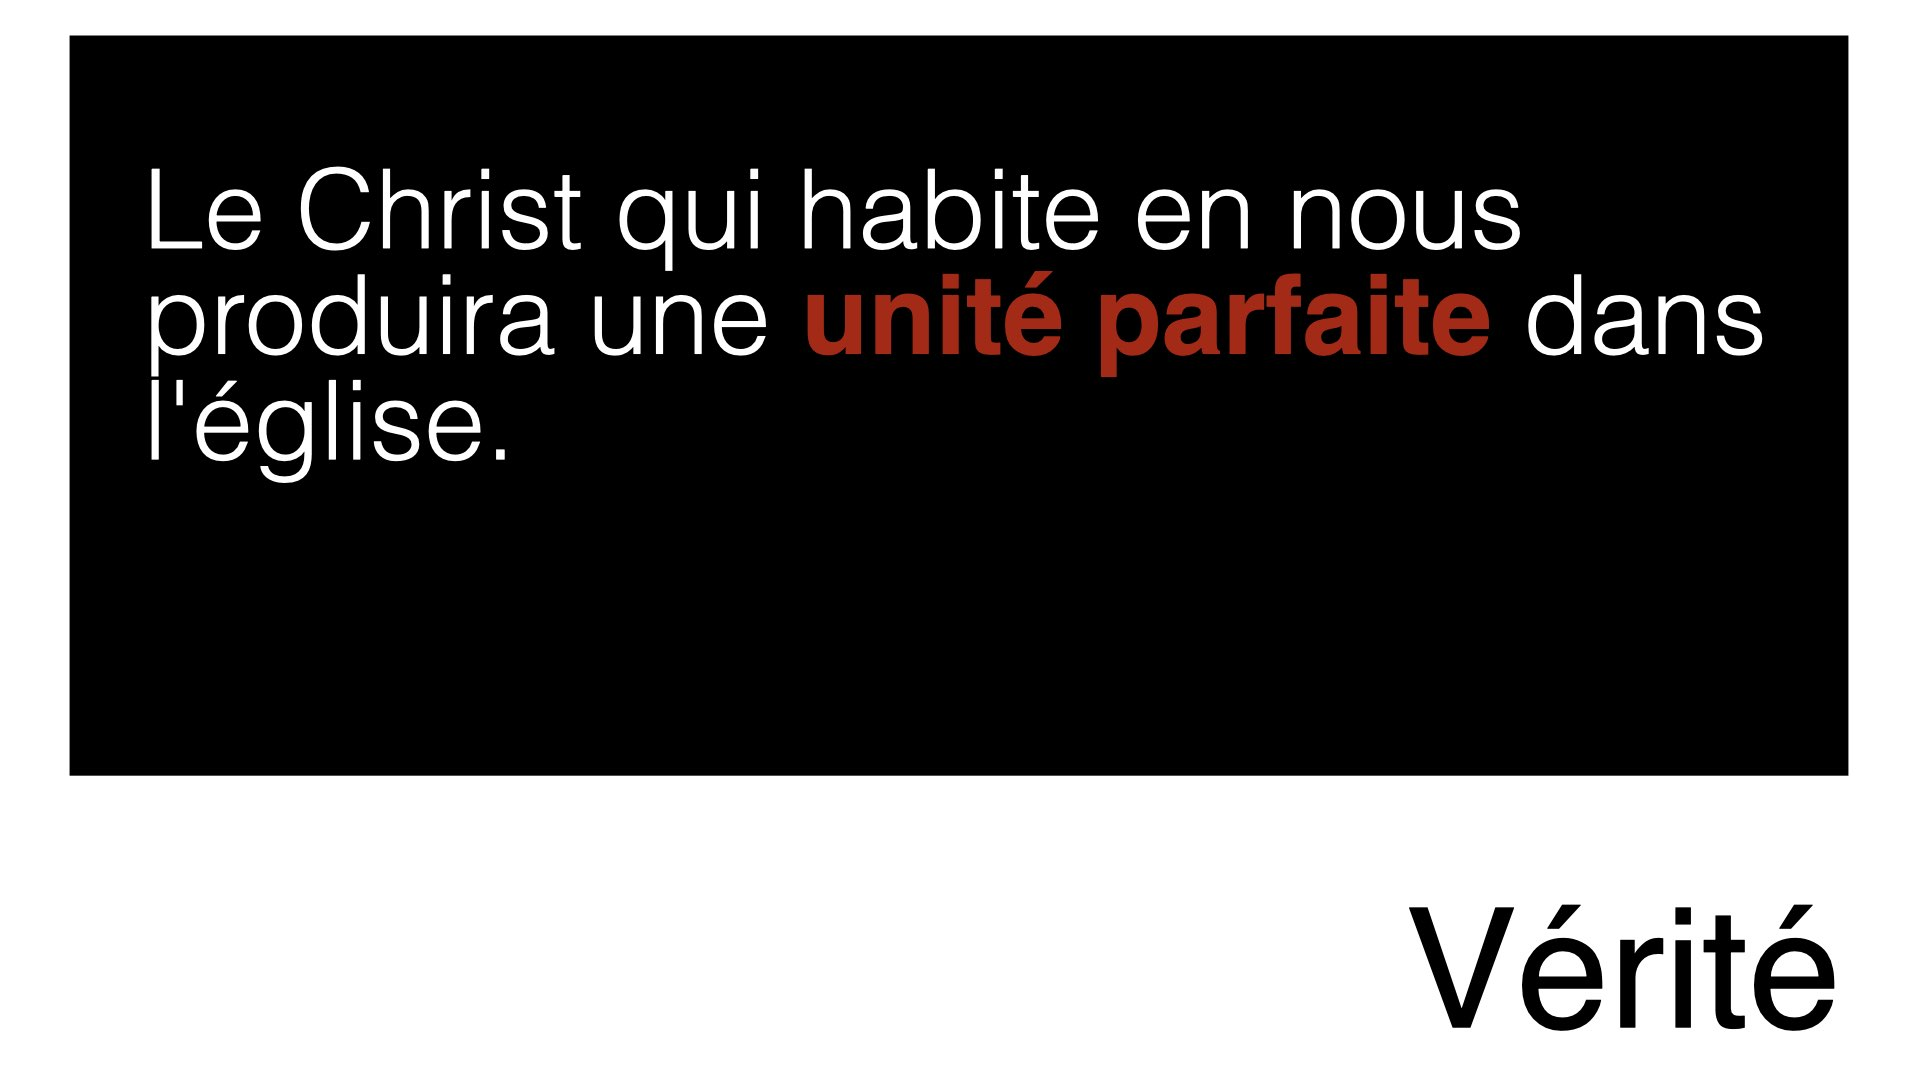 Le Christ qui habite en nous
produira une unité parfaite dans
l'église.
Vérité